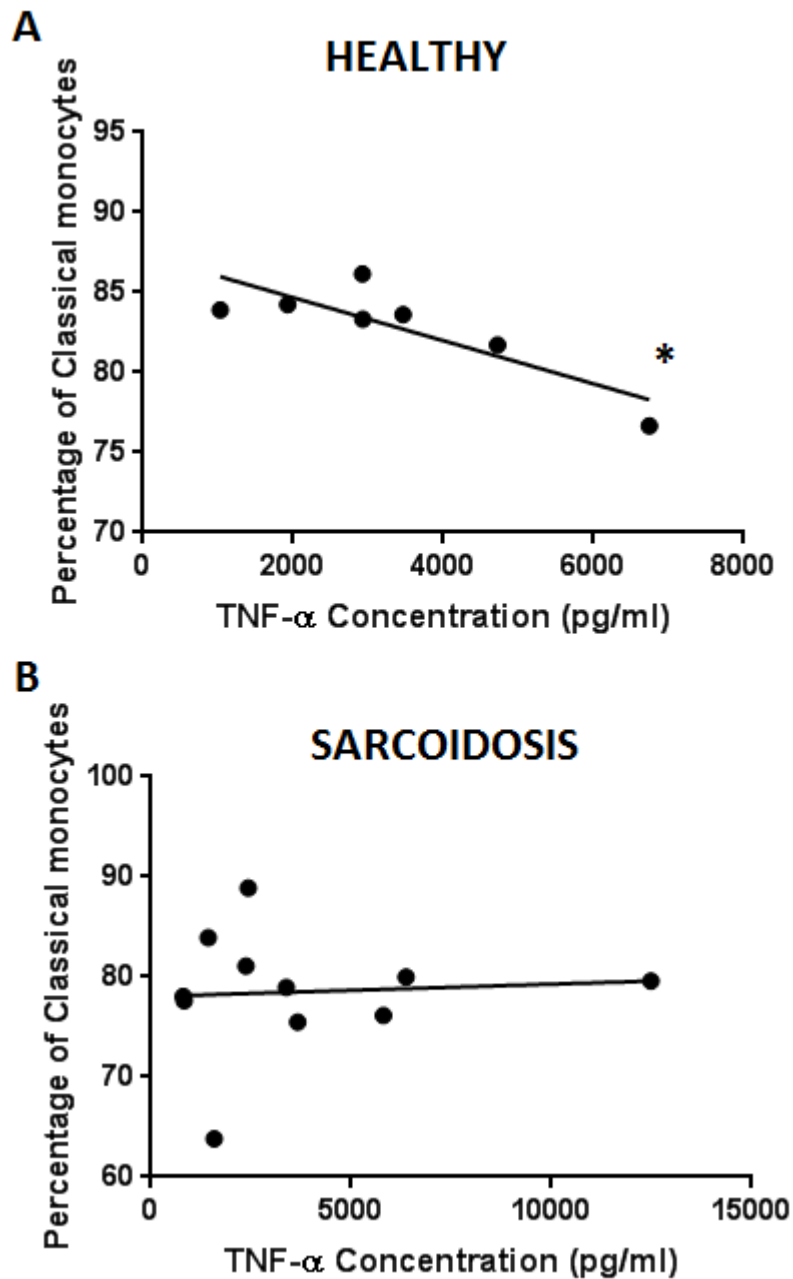 A
HEALTHY
Percentage of Classical monocytes
95
90
85
80
75
70
*
0 2000 4000 6000 8000
TNF-α Concentration (pg/ml)
B
SARCOIDOSIS
Percentage of Classical monocytes
100
90
80
70
60
0 5000 10000 15000
TNF-α Concentration (pg/ml)